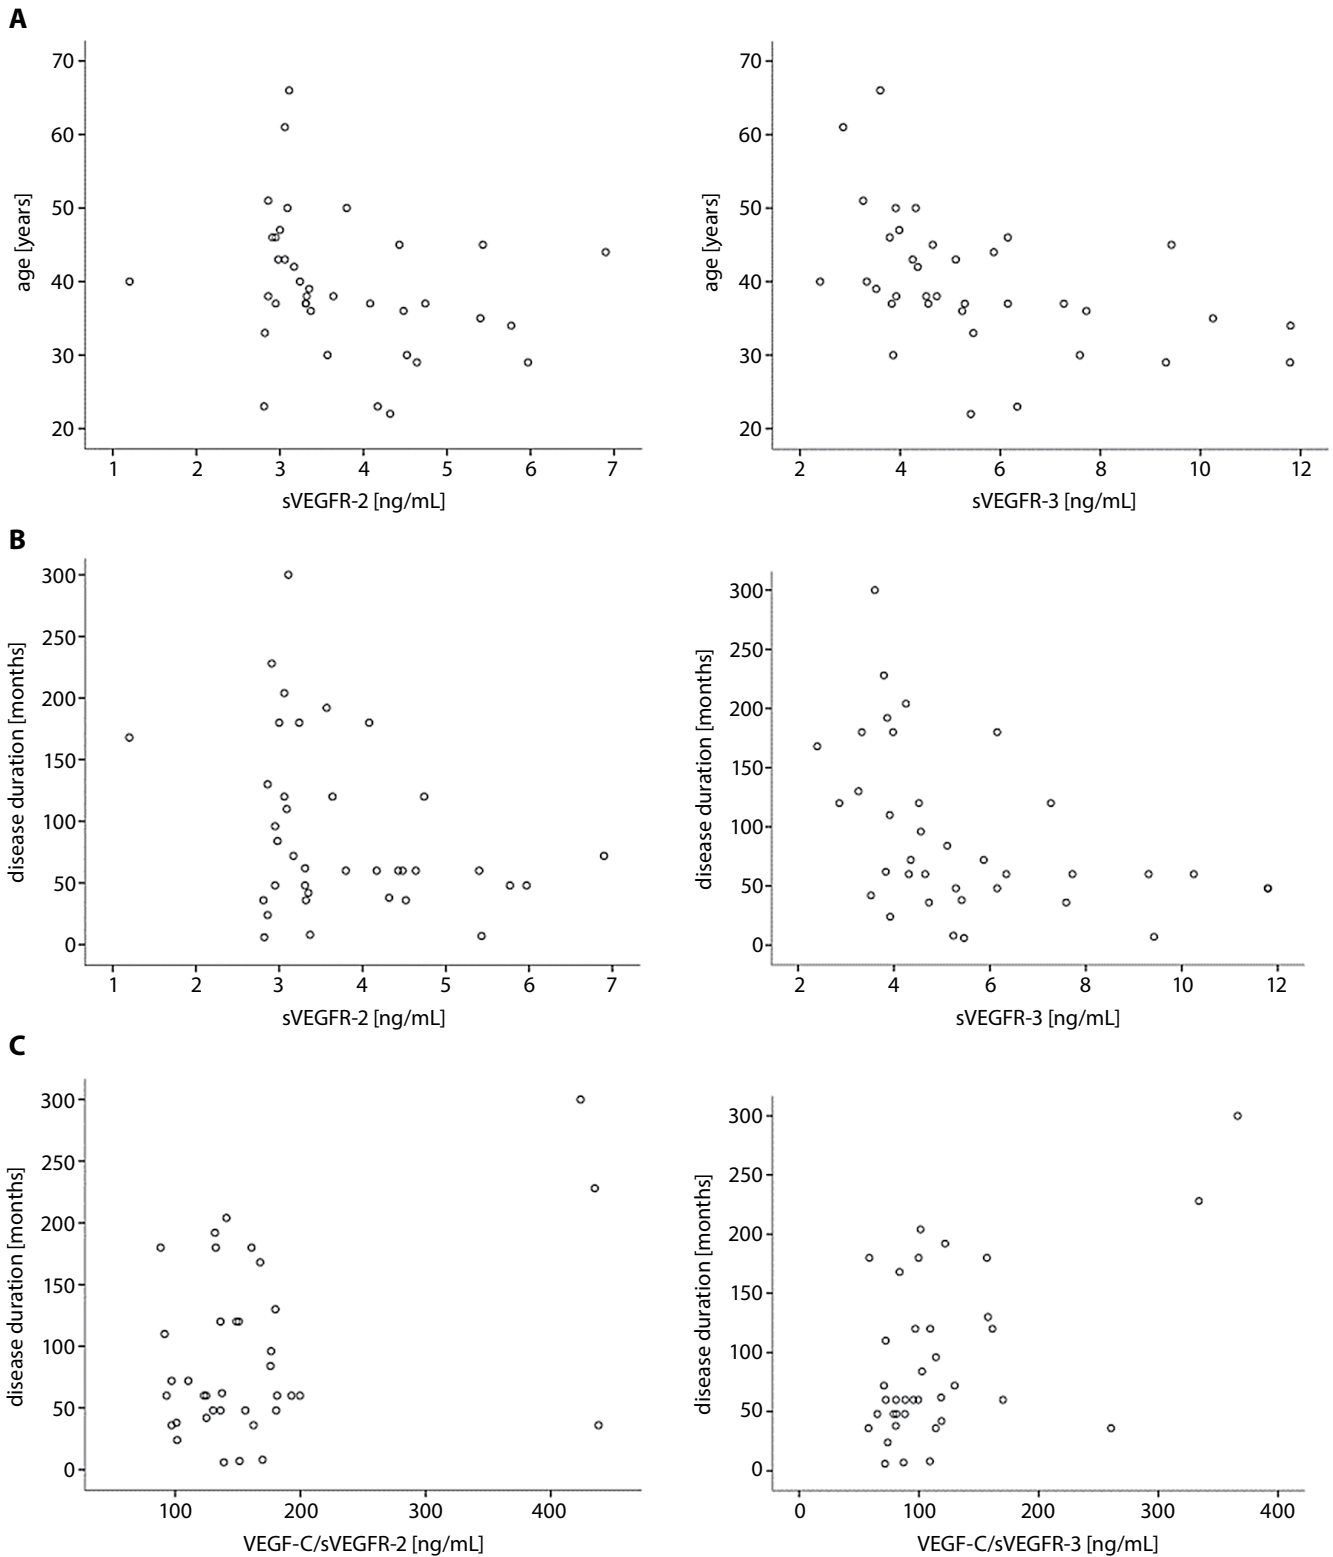 A
70
60
50
40
30
20
age [years]
1 2 3 4 5 6 7
sVEGFR-2 [ng/mL]
70
60
50
40
30
20
age [years]
2 4 6 8 10 12
sVEGFR-3 [ng/mL]
B
300
250
200
150
100
50
0
disease duration [months]
1 2 3 4 5 6 7
sVEGFR-2 [ng/mL]
300
250
200
150
100
50
0
disease duration [months]
2 4 6 8 10 12
sVEGFR-3 [ng/mL]
C
300
250
200
150
100
50
0
disease duration [months]
100 200 300 400
VEGF-C/sVEGFR-2 [ng/mL]
300
250
200
150
100
50
0
disease duration [months]
0 100 200 300 400
VEGF-C/sVEGFR-3 [ng/mL]